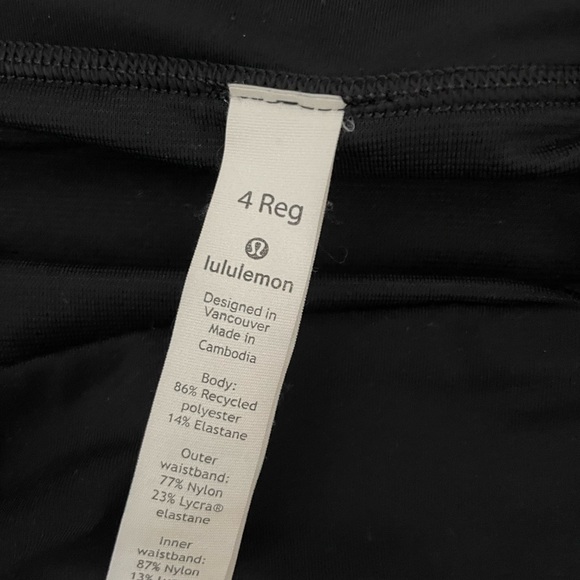 4 Reg
lululemon
Designed in
Vancouver
Made in
Cambodia
Body:
86% Recycled
polyester
14% Elastane
Outer
waistband:
77% Nylon
23% Lycra®
elastane
Inner
waistband:
87% Nylon
13%